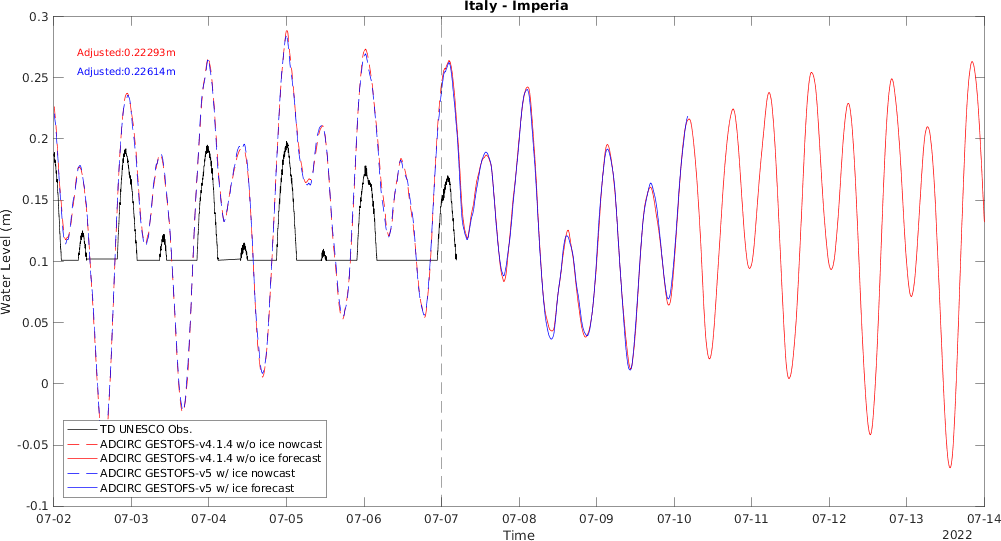 Italy - Imperia
0.3
0.25
0.2
0.15
0.1
0.05
0
-0.05
-0.1
Water Level (m)
Adjusted:0.22293m
Adjusted:0.22614m
TD UNESCO Obs.
ADCIRC GESTOFS-v4.1.4 w/o ice nowcast
ADCIRC GESTOFS-v4.1.4 w/o ice forecast
ADCIRC GESTOFS-v5 w/ ice nowcast
ADCIRC GESTOFS-v5 w/ ice forecast
07-02 07-03 07-04 07-05 07-06 07-07 07-08 07-09 07-10 07-11 07-12 07-13 07-14
Time
2022